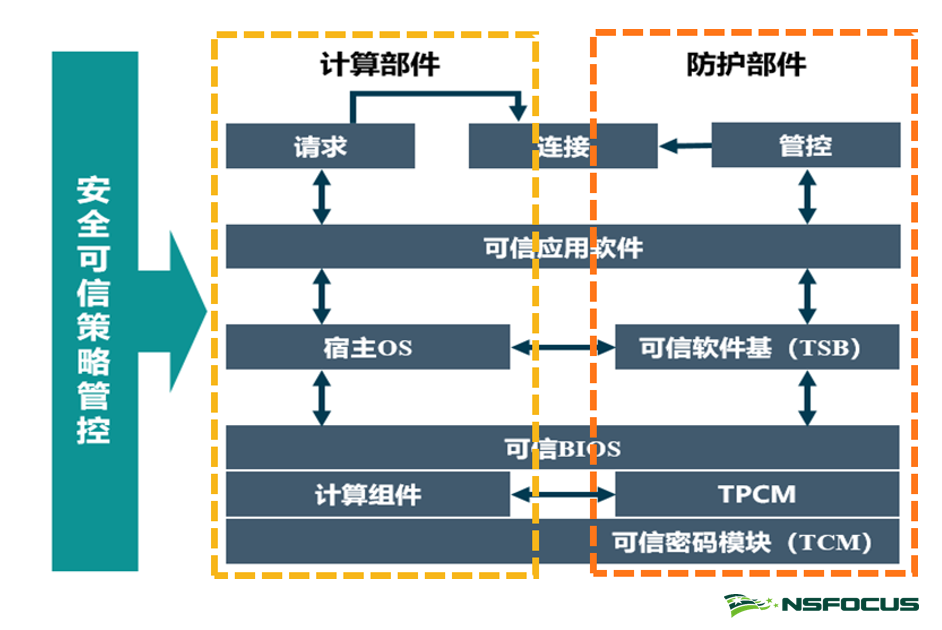 安全可信策略管控
计算部件
防护部件
请求
连接
管控
可信应用软件
宿主OS
可信软件基（TSB）
可信BIOS
计算组件
TPCM
可信密码模块（TCM）
NSFOCUS